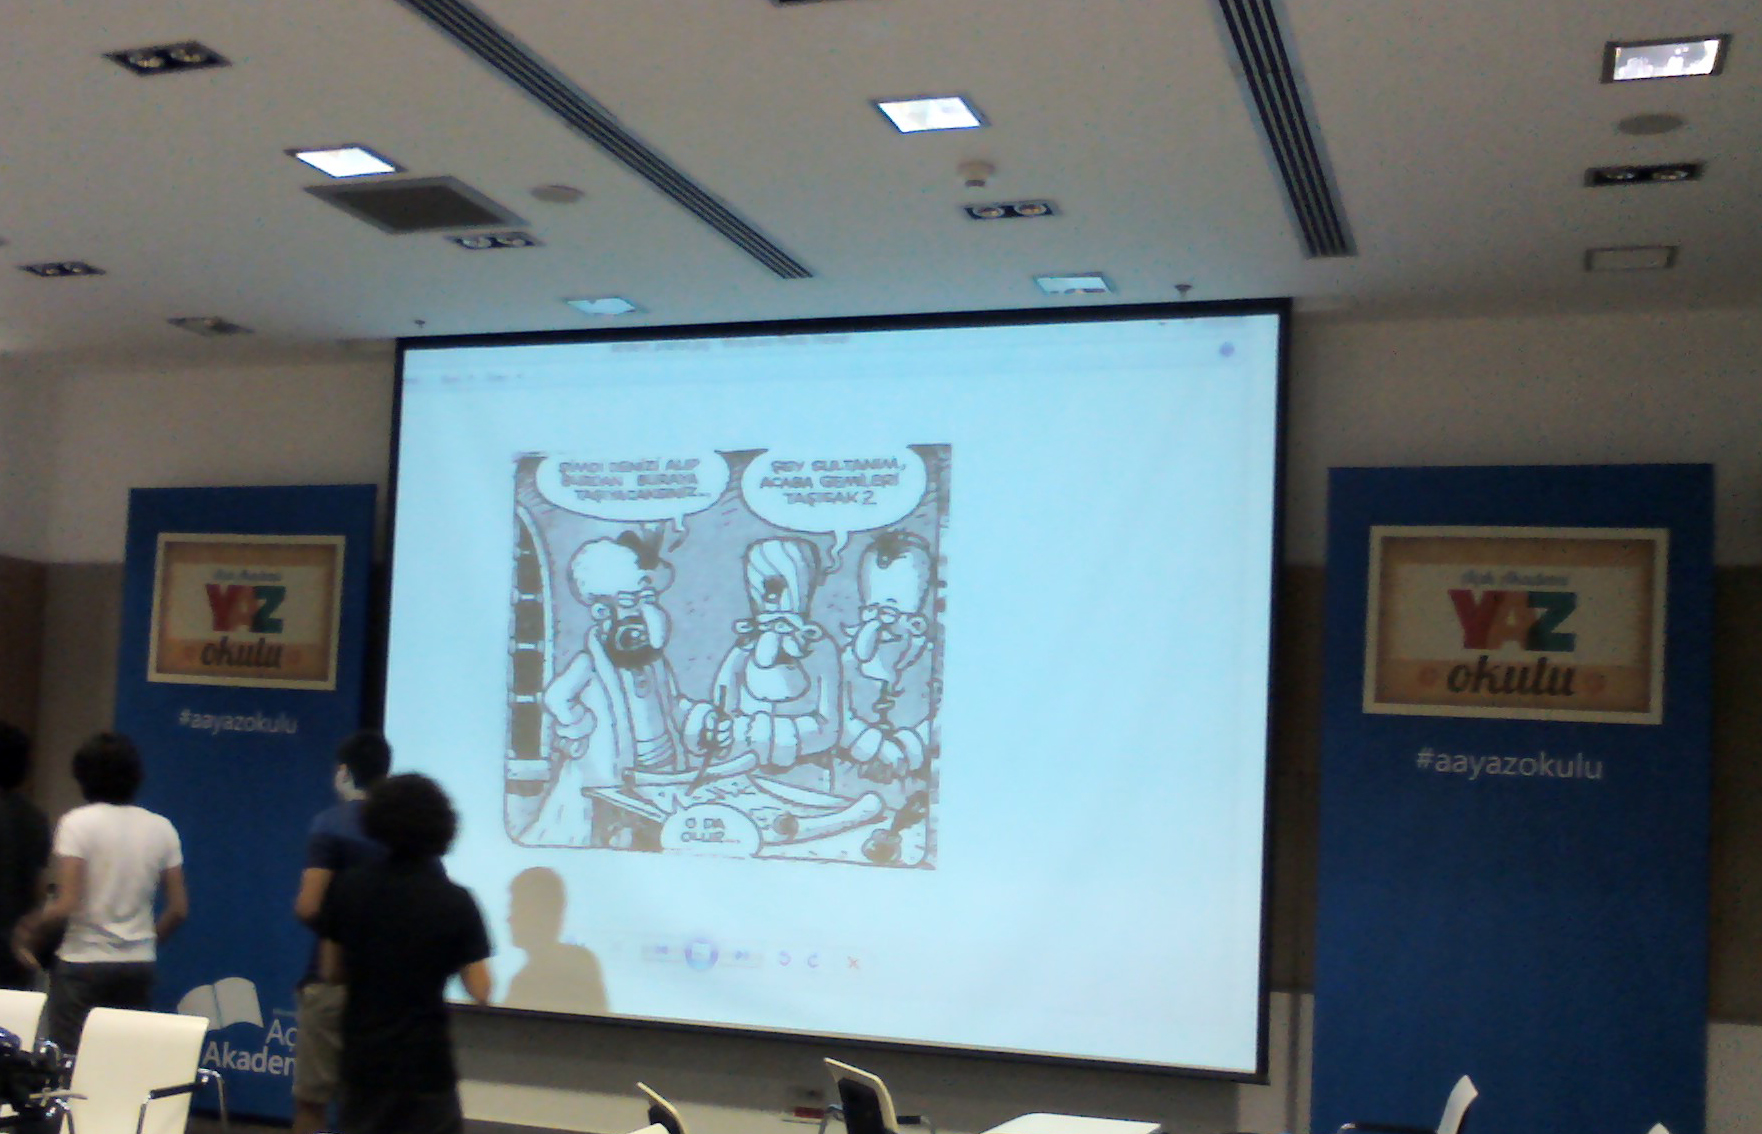 ŞİMDİ DENİZİ ALIP
BURDAN BURAYA
TAŞIYACAKSINIZ...
ŞEY SULTANIM,
ACABA GEMİLERİ
TAŞISAK?
O DA
OLUR...
Açık Akademi
YAZ
okulu
#aayazokulu
Aç
Akadem
Açık Akademi
YAZ
okulu
#aayazokulu